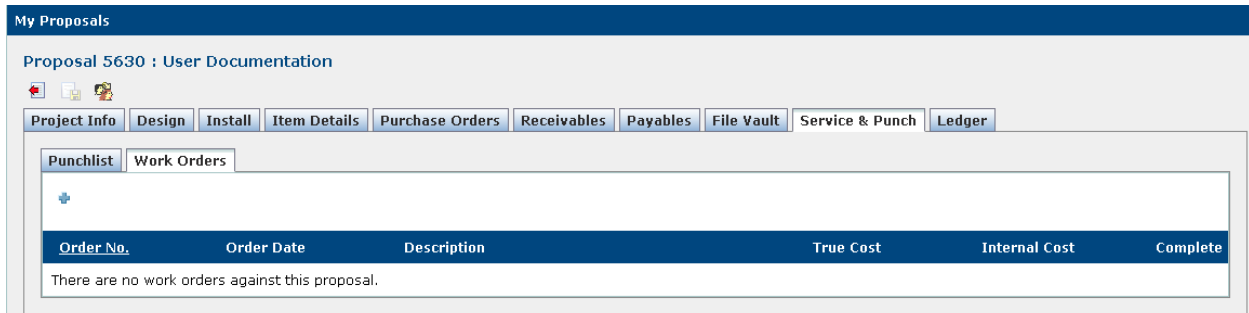 My Proposals
Proposal 5630 : User Documentation
Project Info Design Install Item Details Purchase Orders Receivables Payables File Vault Service & Punch Ledger
Punchlist Work Orders
Order No. Order Date Description True Cost Internal Cost Complete
There are no work orders against this proposal.